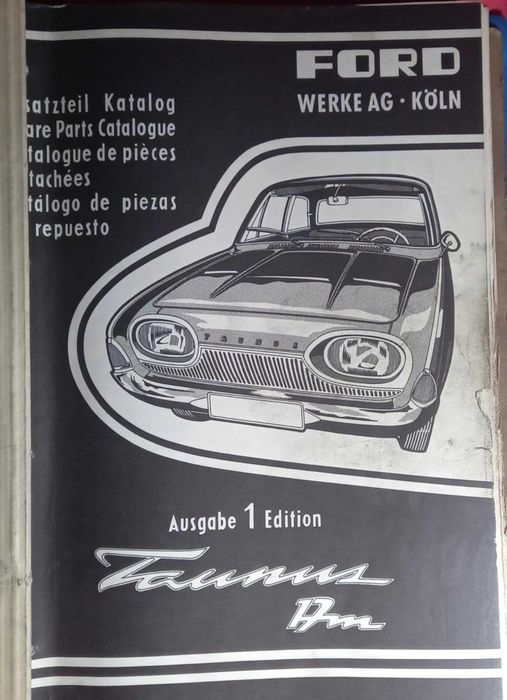 FORD
WERKE AG · KÖLN
satzteil Katalog
are Parts Catalogue
talogue de pièces
tachées
tálogo de piezas
repuesto
TAUNUS
Ausgabe 1 Edition
Taunus
17m